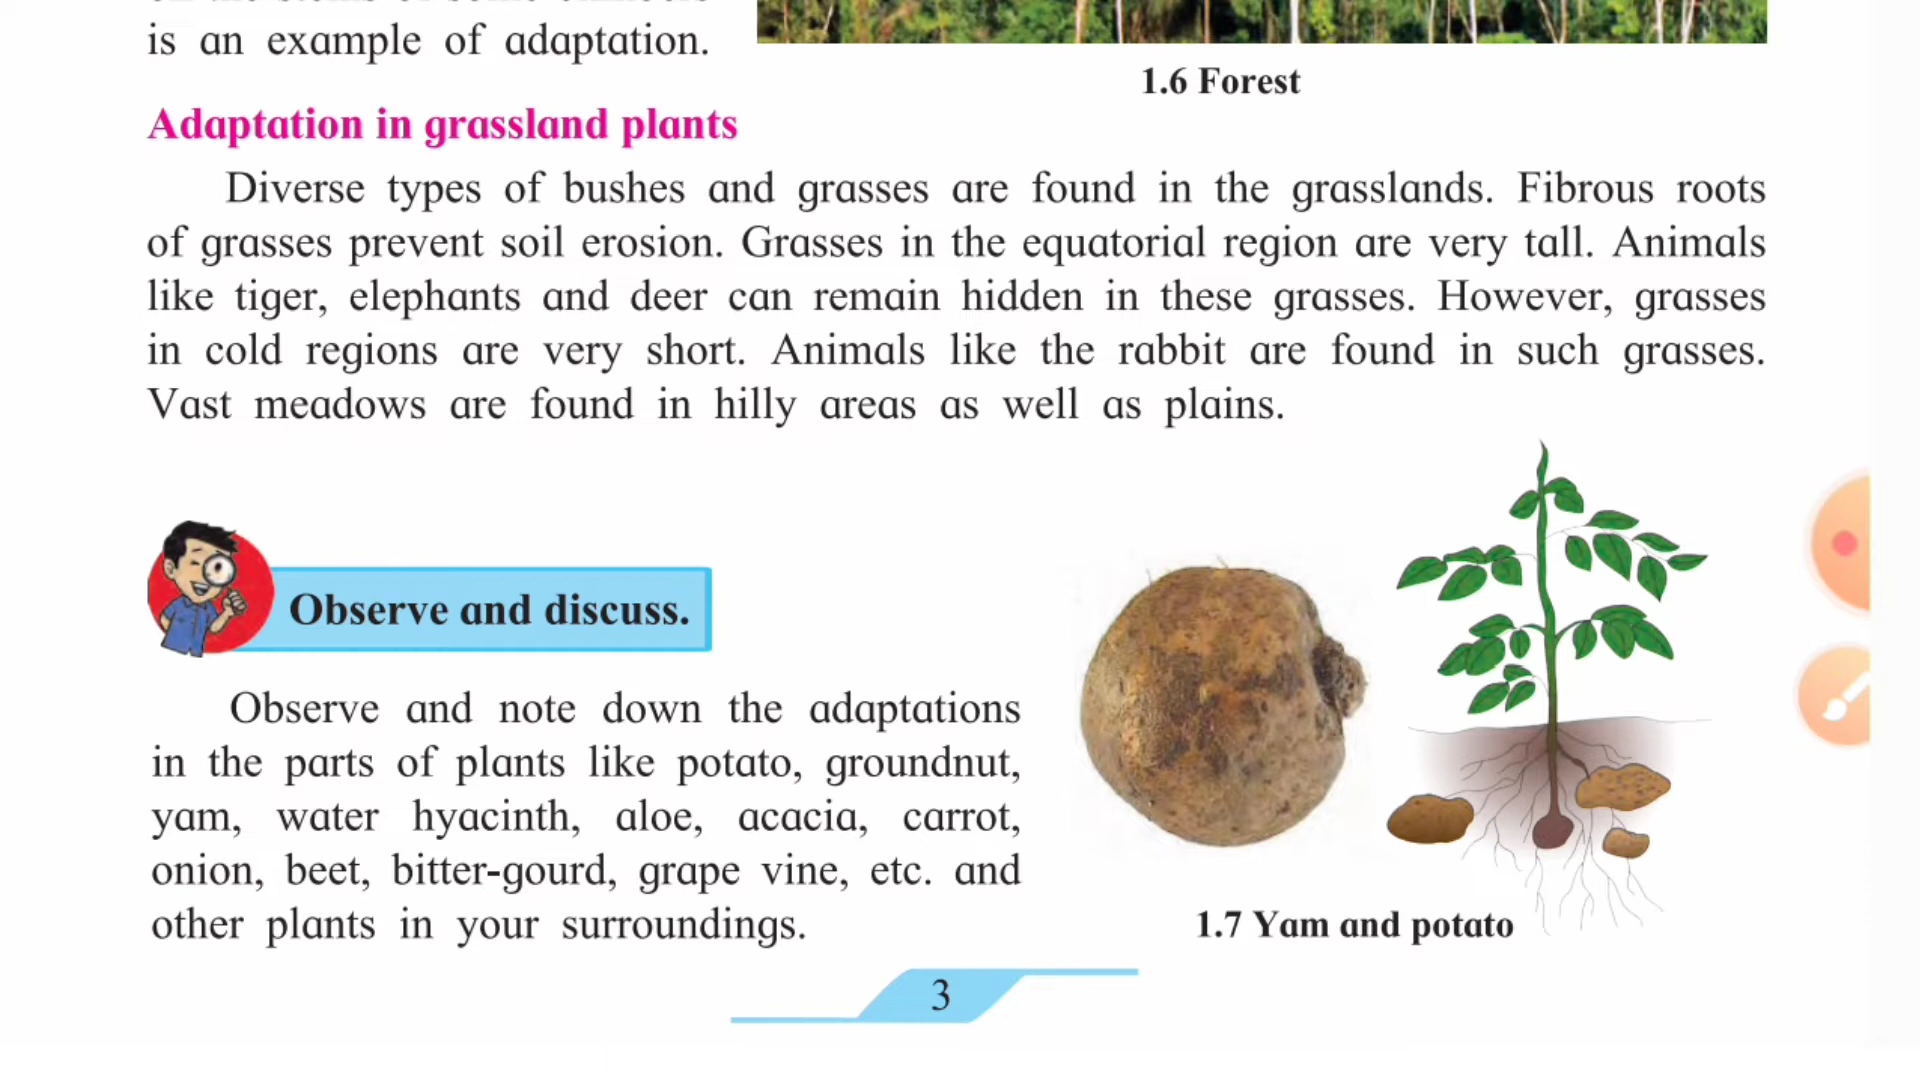 is an example of adaptation.
1.6 Forest
Adaptation in grassland plants
Diverse types of bushes and grasses are found in the grasslands. Fibrous roots
of grasses prevent soil erosion. Grasses in the equatorial region are very tall. Animals
like tiger, elephants and deer can remain hidden in these grasses. However, grasses
in cold regions are very short. Animals like the rabbit are found in such grasses.
Vast meadows are found in hilly areas as well as plains.
Observe and discuss.
Observe and note down the adaptations
in the parts of plants like potato, groundnut,
yam, water hyacinth, aloe, acacia, carrot,
onion, beet, bitter-gourd, grape vine, etc. and
other plants in your surroundings.
1.7 Yam and potato
3